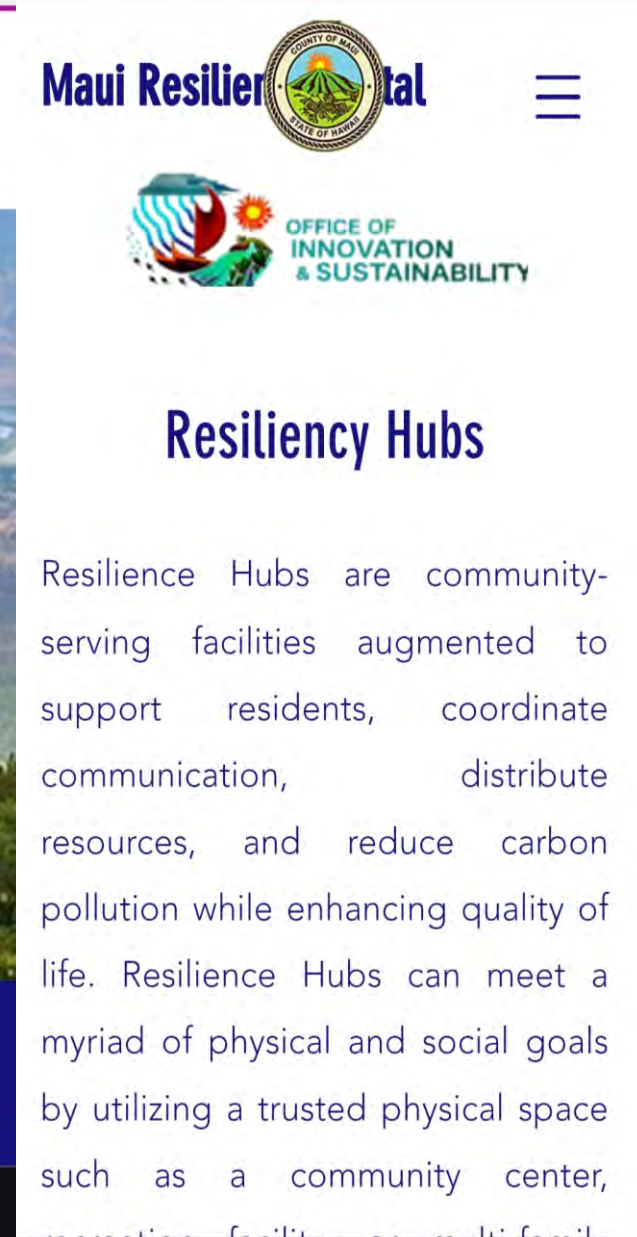 Maui Resilien tal
COUNTY OF MAUI
STATE OF HAWAII
OFFICE OF
INNOVATION
& SUSTAINABILITY
Resiliency Hubs
Resilience Hubs are community-
serving facilities augmented to
support residents, coordinate
communication, distribute
resources, and reduce carbon
pollution while enhancing quality of
life. Resilience Hubs can meet a
myriad of physical and social goals
by utilizing a trusted physical space
such as a community center,